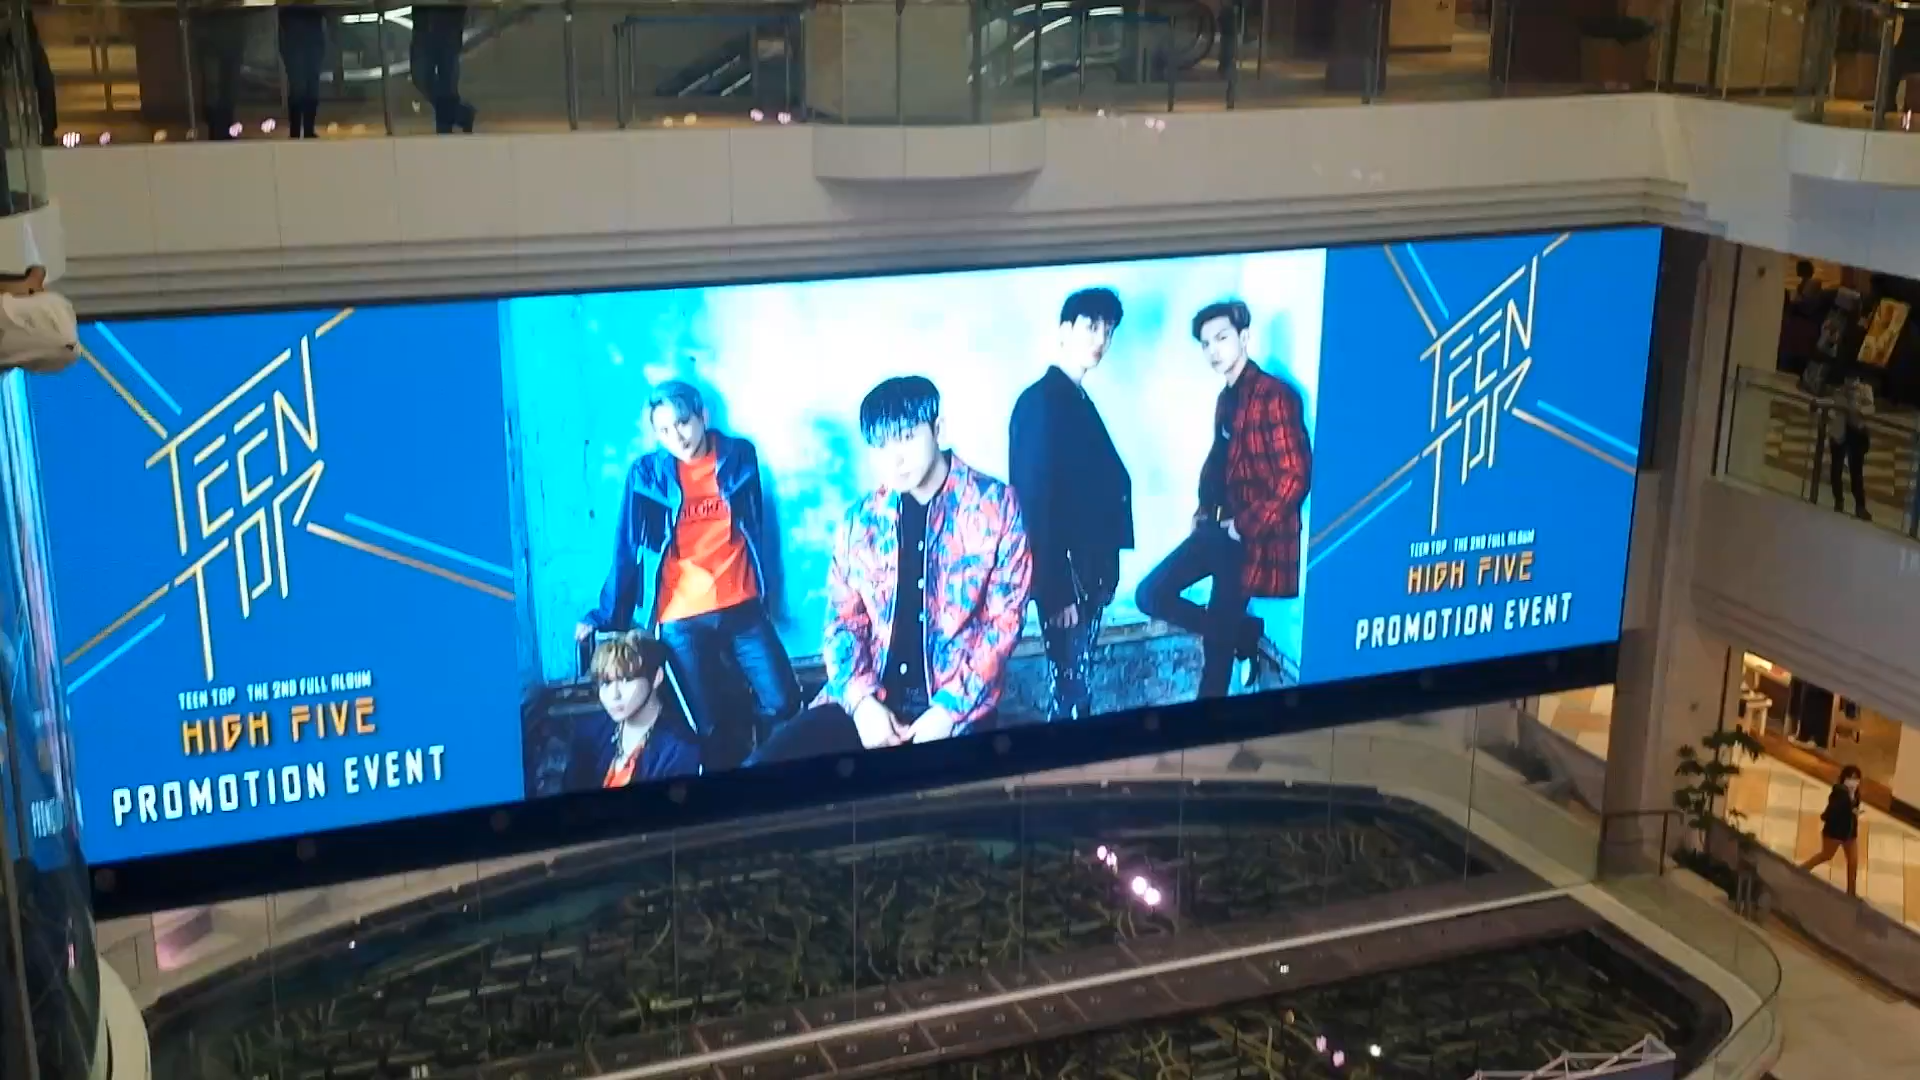 TEEN
TOP
TEEN TOP THE 2ND FULL ALBUM
HIGH FIVE
PROMOTION EVENT
TEEN
TOP
TEEN TOP THE 2ND FULL ALBUM
HIGH FIVE
PROMOTION EVENT